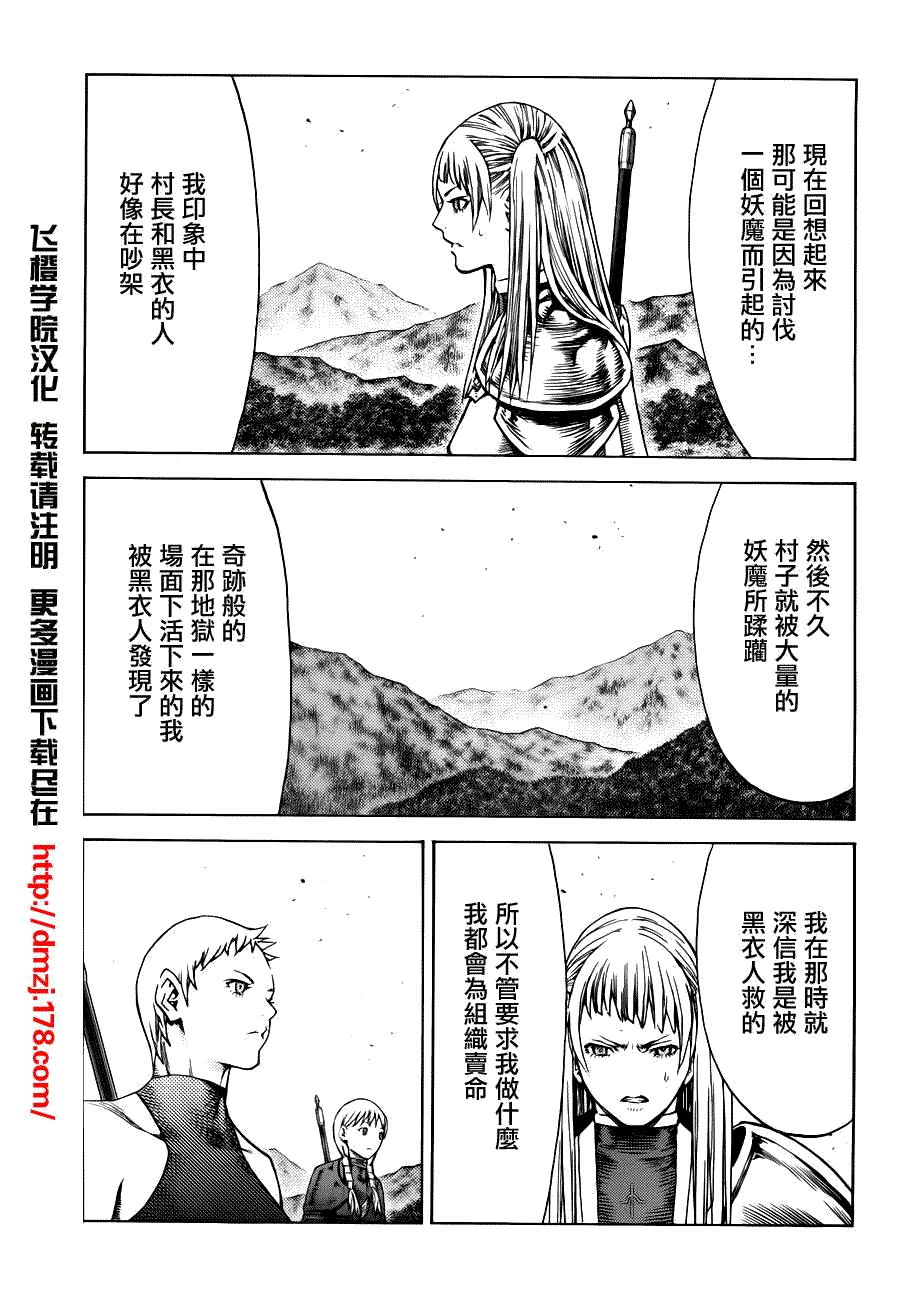 現在回想起來
那可能是因為討伐
一個妖魔而引起的…
我印象中
村長和黑衣的人
好像在吵架
然後不久
村子就被大量的
妖魔所蹂躪
奇跡般的
在那地獄一樣的
場面下活下來的我
被黑衣人發現了
我在那時就
深信我是被
黑衣人救的
所以不管要求我做什麼
我都會為組織賣命
飞橙学院汉化 转载请注明 更多漫画下载尽在 http://dmzj.178.com/